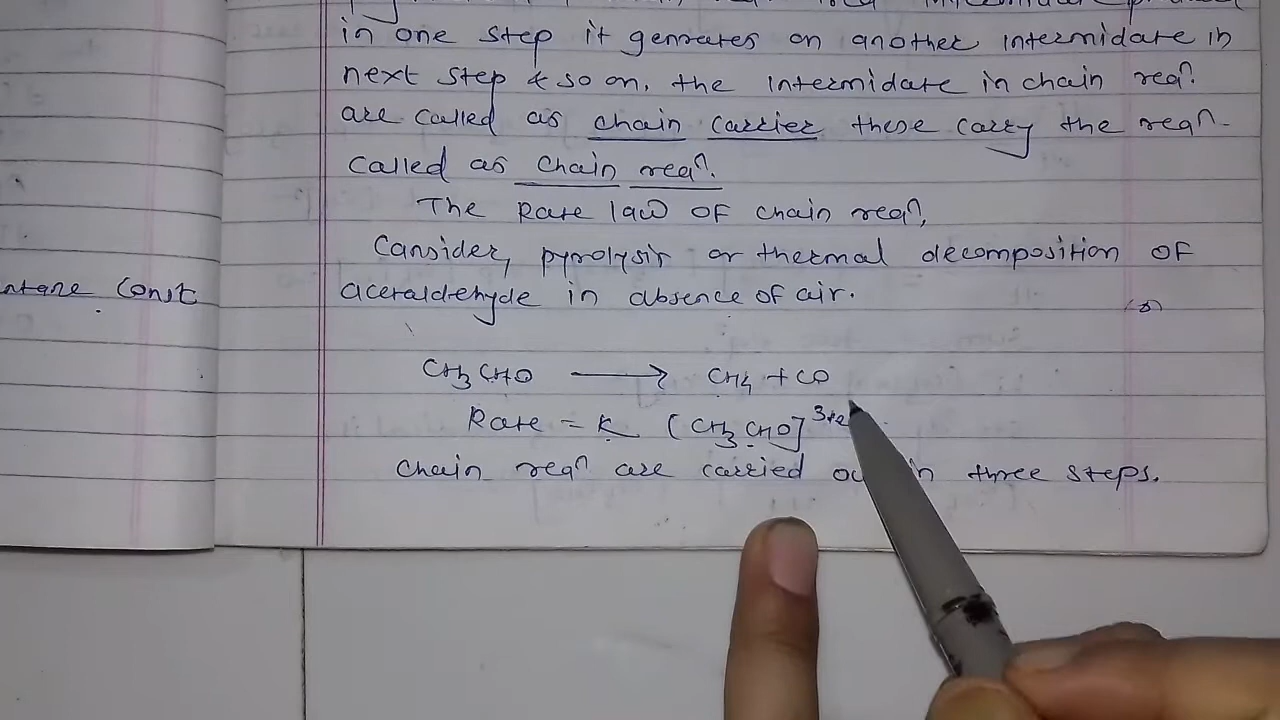 in one step it genrates on another intermidate in
next step & so on, the intermidate in chain reaⁿ.
are called as chain carrier these carry the reaⁿ.
called as chain reaⁿ.
The Rate law OF chain reaⁿ,
Cansider, pyrolysis or thermal decomposition OF
Const
acetaldehyde in absence of air.
CH3CHO → CH4 + CO
Rate = K [CH3CHO]
chain reaⁿ are carried in three steps.